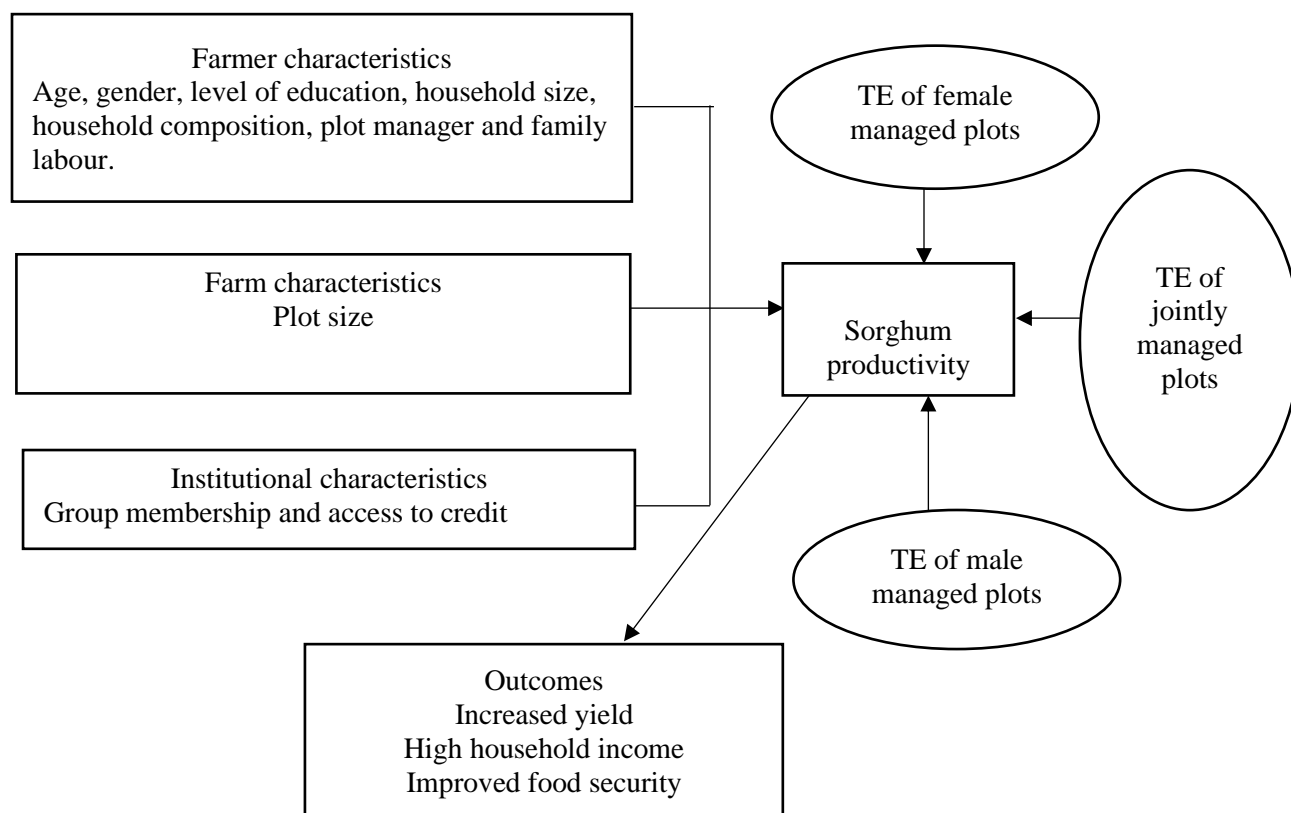 Farmer characteristics
Age, gender, level of education, household size,
household composition, plot manager and family
labour.
TE of female
managed plots
Farm characteristics
Plot size
Sorghum
productivity
TE of
jointly
managed
plots
Institutional characteristics
Group membership and access to credit
TE of male
managed plots
Outcomes
Increased yield
High household income
Improved food security